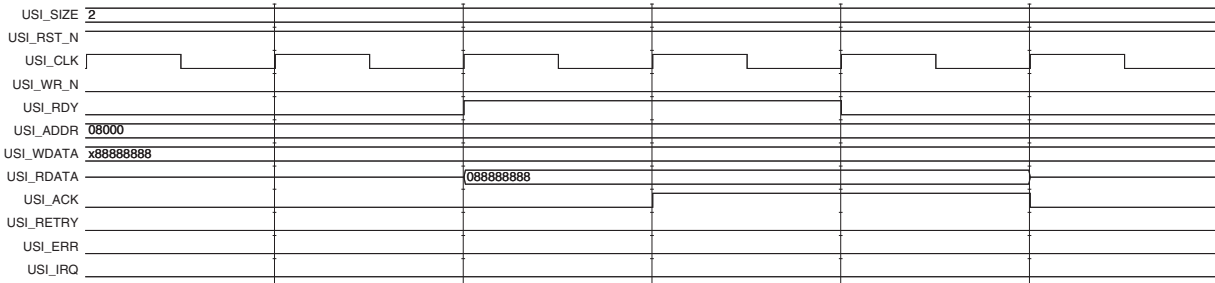 USI_SIZE 2
USI_RST_N
USI_CLK
USI_WR_N
USI_RDY
USI_ADDR 08000
USI_WDATA x88888888
USI_RDATA 088888888
USI_ACK
USI_RETRY
USI_ERR
USI_IRQ